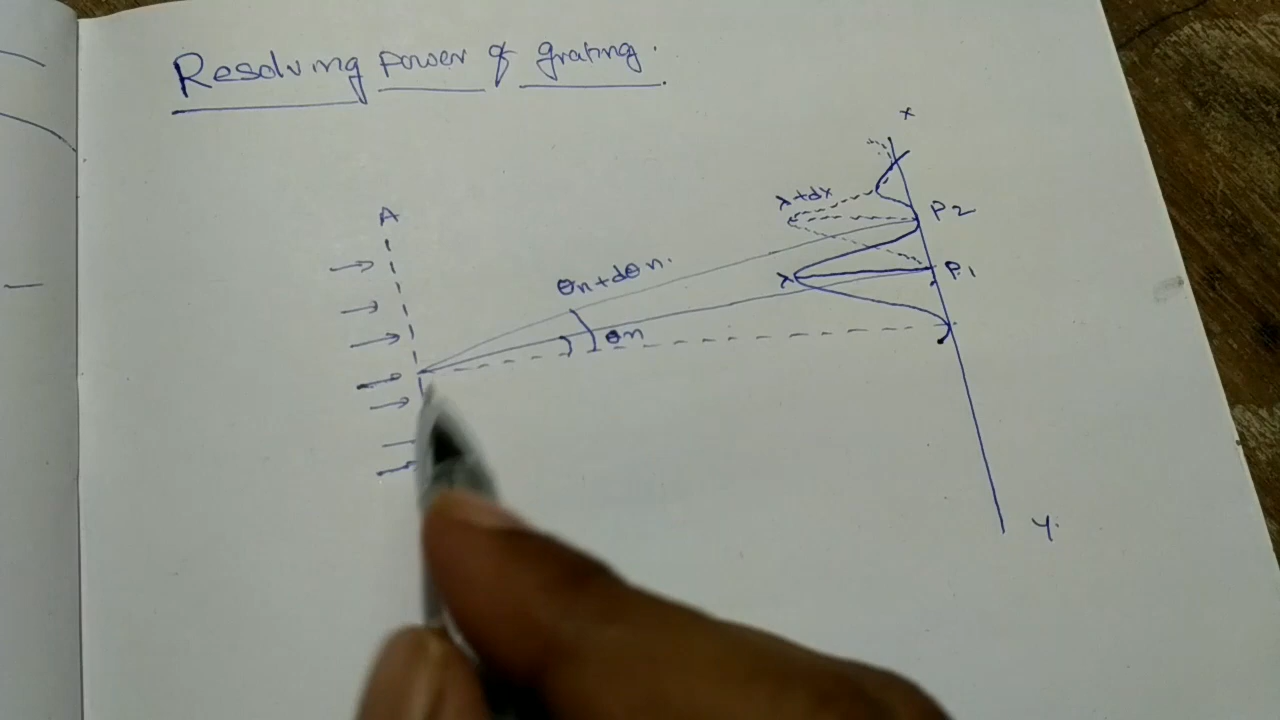 Resolving power of grating.
X
A
λ+dλ
P2
θn+dθn.
λ
P1
θn
Y.